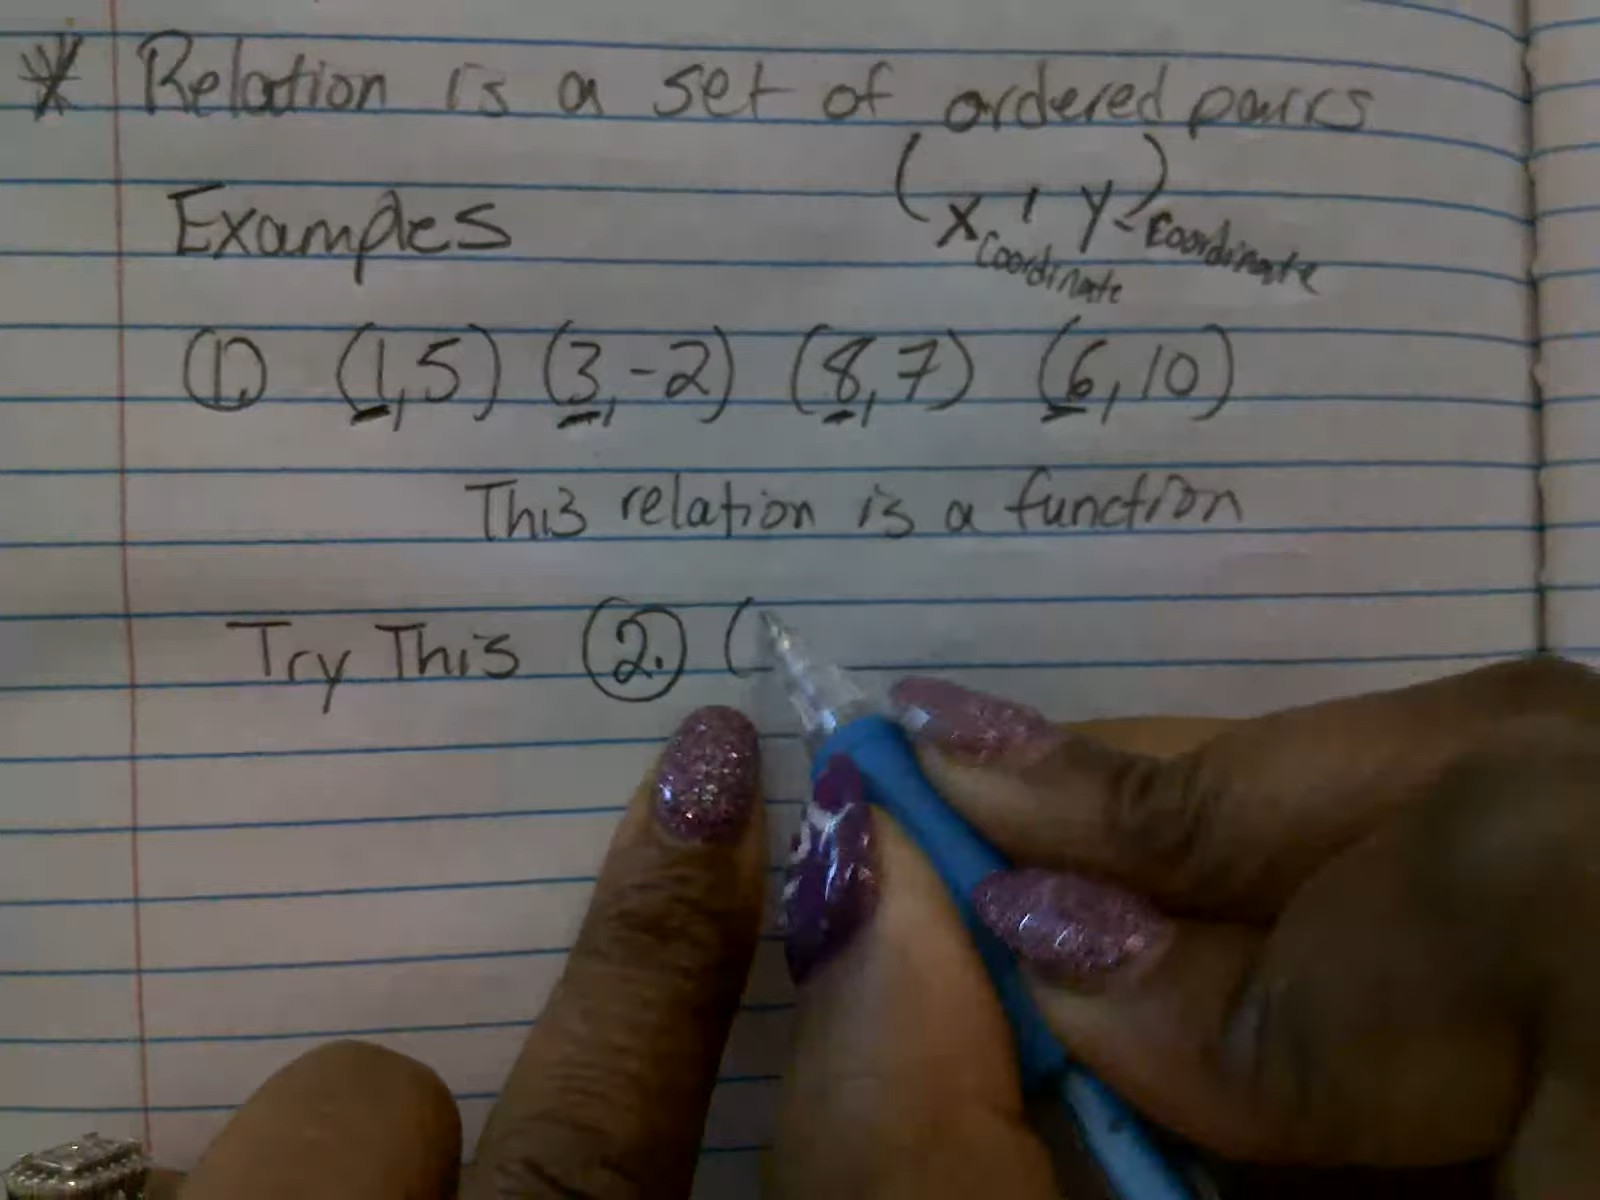 * Relation is a set of ordered pairs
(x, y)
Coordinate Coordinate
Examples
1. (1,5) (3,-2) (8,7) (6,10)
This relation is a function
Try This 2. (